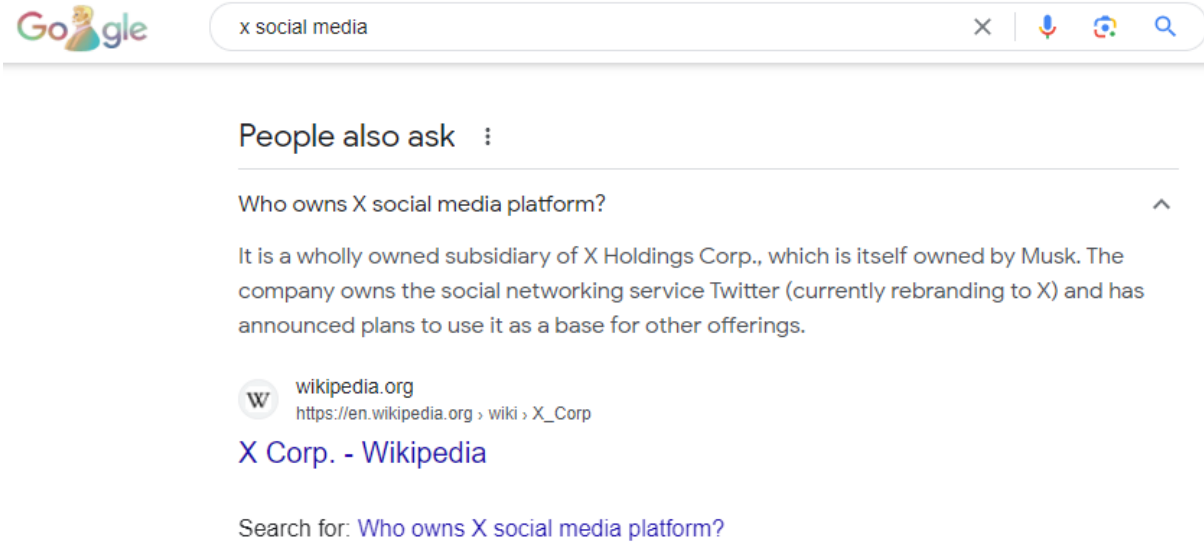 Google
x social media
People also ask
Who owns X social media platform?
It is a wholly owned subsidiary of X Holdings Corp., which is itself owned by Musk. The
company owns the social networking service Twitter (currently rebranding to X) and has
announced plans to use it as a base for other offerings.
W
wikipedia.org
https://en.wikipedia.org › wiki › X_Corp
X Corp. - Wikipedia
Search for: Who owns X social media platform?